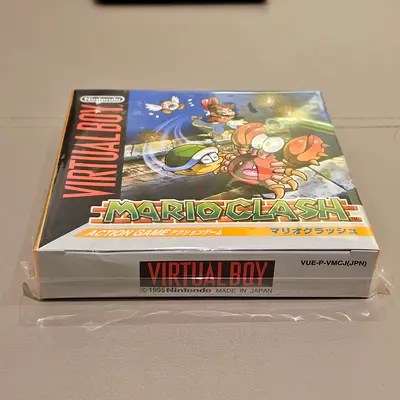 Nintendo
VIRTUAL BOY
MARIO CLASH
ACTION GAME アクションゲーム
マリオクラッシュ
VIRTUAL BOY
©1995 Nintendo MADE IN JAPAN
VUE-P-VMCJ(JPN)